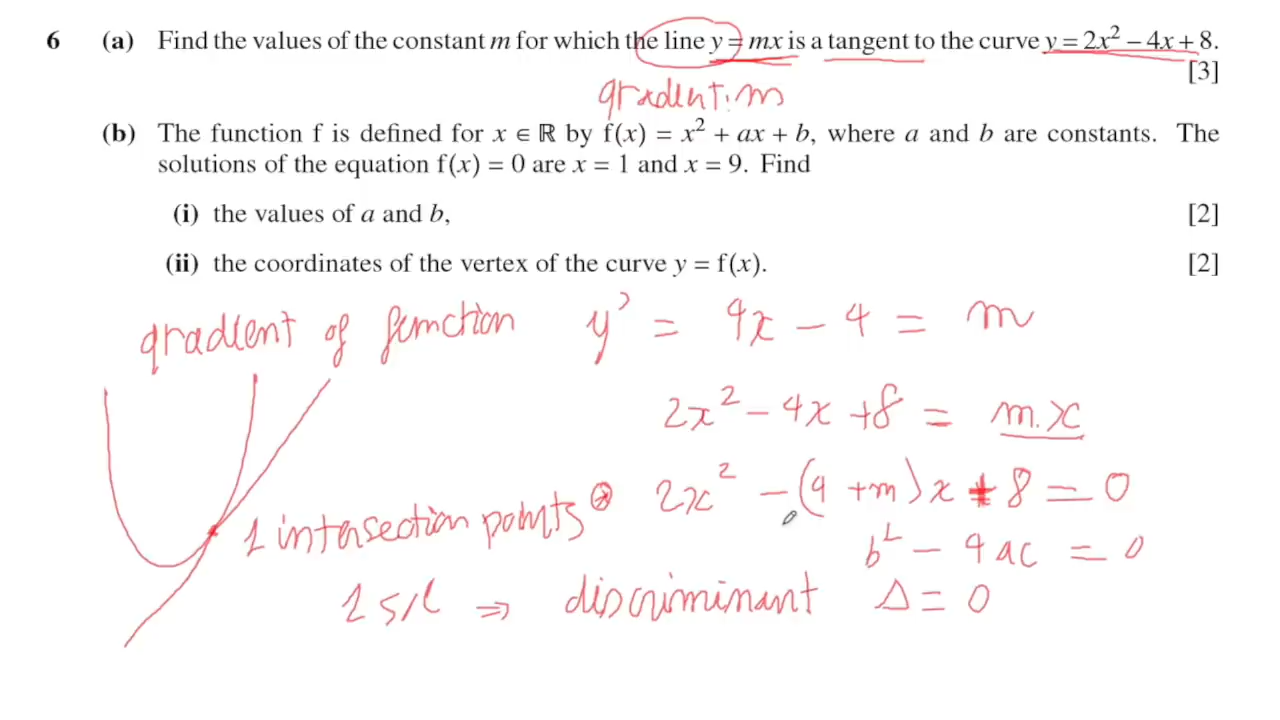 6 (a) Find the values of the constant m for which the line y = mx is a tangent to the curve y = 2x² − 4x + 8.
[3]
gradient: m
(b) The function f is defined for x ∈ ℝ by f(x) = x² + ax + b, where a and b are constants. The
solutions of the equation f(x) = 0 are x = 1 and x = 9. Find
(i) the values of a and b, [2]
(ii) the coordinates of the vertex of the curve y = f(x). [2]
gradient of function y' = 4x − 4 = m
2x² − 4x + 8 = m.x
1 intersection points 2x² − (4 + m)x + 8 = 0
b² − 4ac = 0
1 s/l ⇒ discriminant Δ = 0